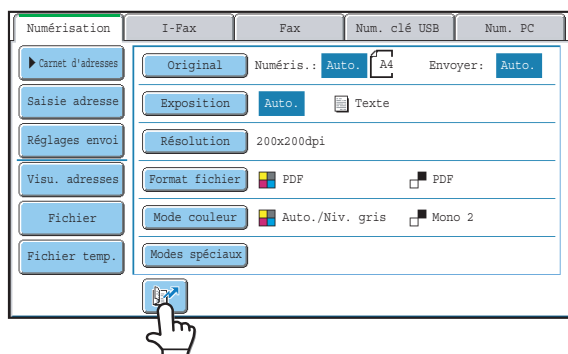 Numérisation I-Fax Fax Num. clé USB Num. PC
Carnet d'adresses Original Numéris.: Auto. A4 Envoyer: Auto.
Saisie adresse Exposition Auto. Texte
Réglages envoi Résolution 200x200dpi
Visu. adresses Format fichier PDF PDF
Fichier Mode couleur Auto./Niv. gris Mono 2
Fichier temp. Modes spéciaux